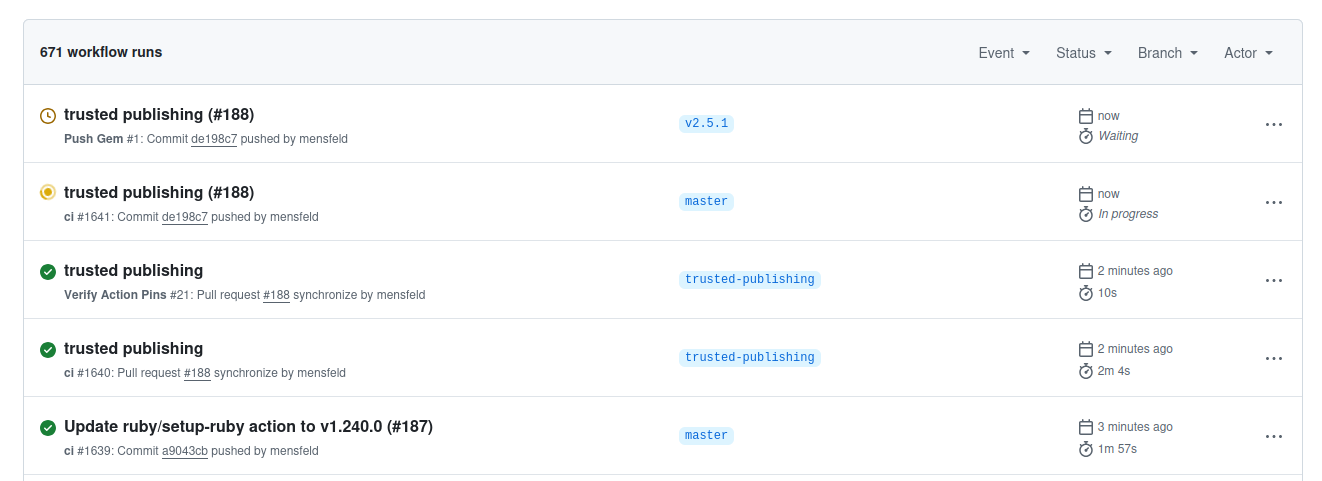 671 workflow runs
Event Status Branch Actor
trusted publishing (#188)
Push Gem #1: Commit de198c7 pushed by mensfeld
v2.5.1
now
Waiting
trusted publishing (#188)
ci #1641: Commit de198c7 pushed by mensfeld
master
now
In progress
trusted publishing
Verify Action Pins #21: Pull request #188 synchronize by mensfeld
trusted-publishing
2 minutes ago
10s
trusted publishing
ci #1640: Pull request #188 synchronize by mensfeld
trusted-publishing
2 minutes ago
2m 4s
Update ruby/setup-ruby action to v1.240.0 (#187)
ci #1639: Commit a9043cb pushed by mensfeld
master
3 minutes ago
1m 57s